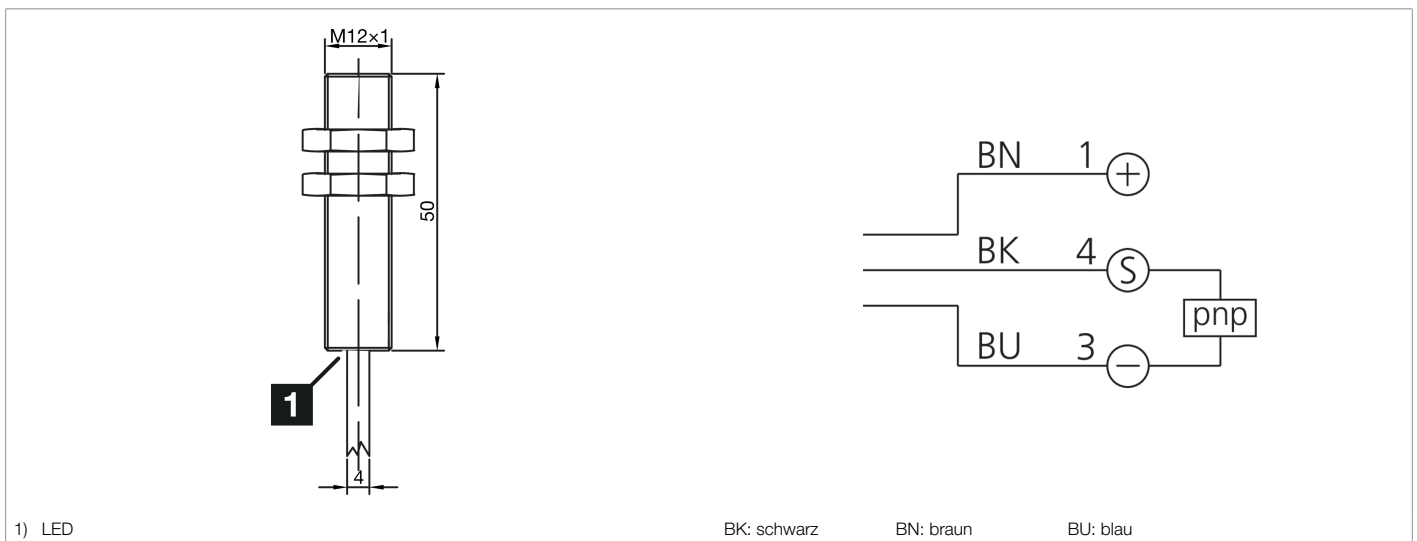 M12×1
50
1
4
BN 1
+
BK 4
S
pnp
BU 3
−
1) LED
BK: schwarz BN: braun BU: blau